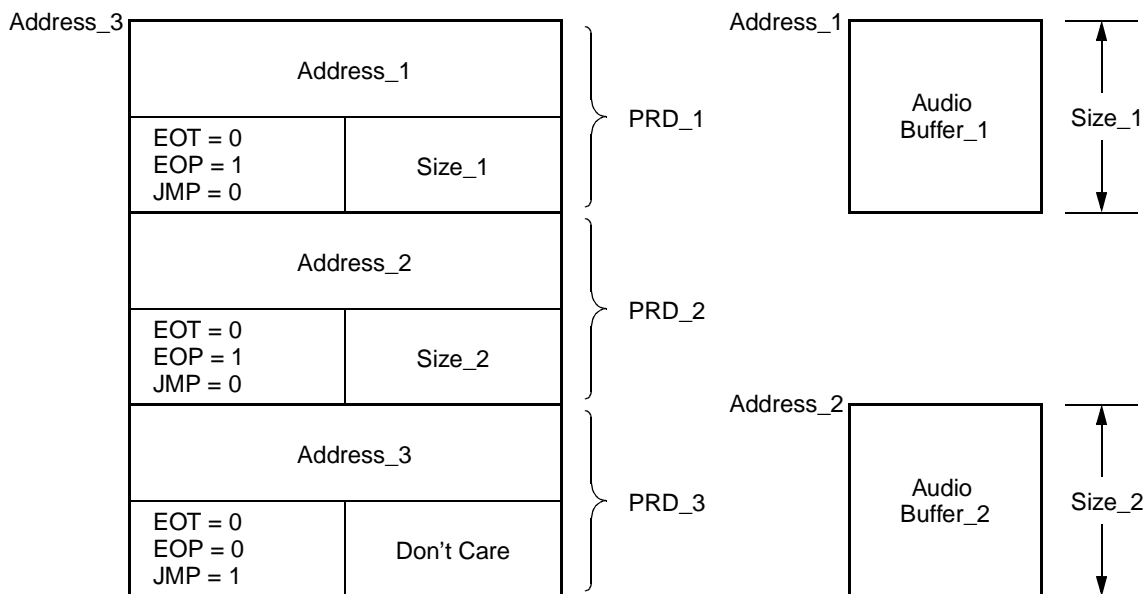 Address_3
Address_1
EOT = 0
EOP = 1
JMP = 0
Size_1
PRD_1
Address_2
EOT = 0
EOP = 1
JMP = 0
Size_2
PRD_2
Address_3
EOT = 0
EOP = 0
JMP = 1
Don't Care
PRD_3
Address_1
Audio
Buffer_1
Size_1
Address_2
Audio
Buffer_2
Size_2